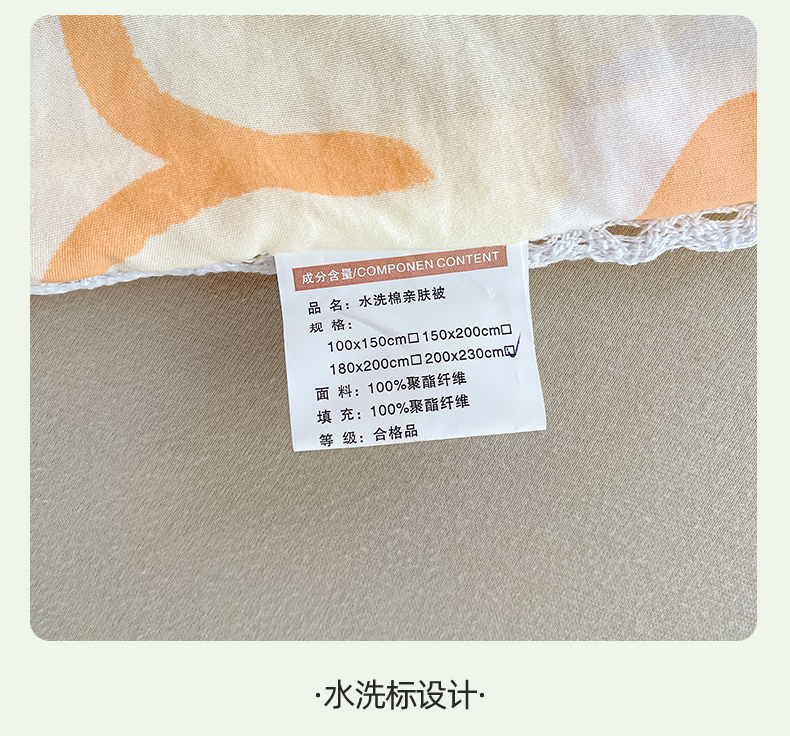 成分含量/COMPONEN CONTENT
品 名：水洗棉亲肤被
规 格：
100x150cm□ 150x200cm□
180x200cm□ 200x230cm☑
面 料：100%聚酯纤维
填 充：100%聚酯纤维
等 级：合格品
·水洗标设计·